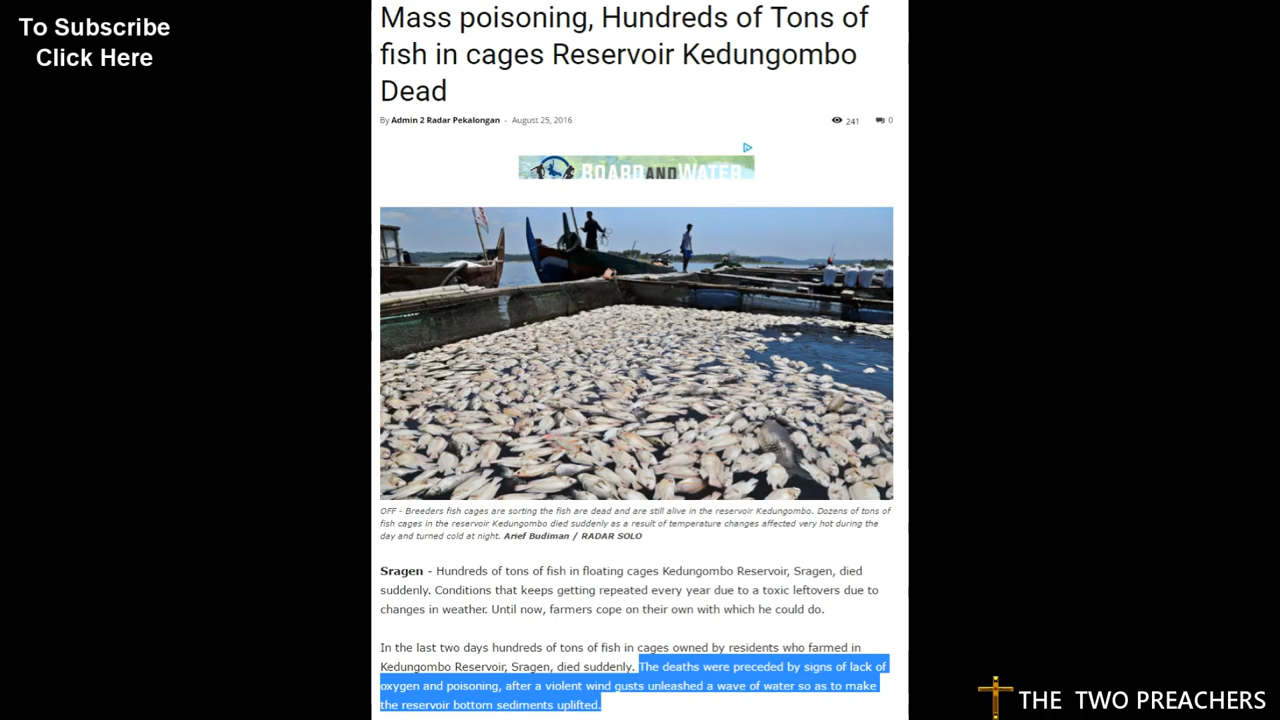 To Subscribe
Click Here
Mass poisoning, Hundreds of Tons of
fish in cages Reservoir Kedungombo
Dead
By Admin 2 Radar Pekalongan - August 25, 2016
241
0
BOARD AND WATER
OFF - Breeders fish cages are sorting the fish are dead and are still alive in the reservoir Kedungombo. Dozens of tons of
fish cages in the reservoir Kedungombo died suddenly as a result of temperature changes affected very hot during the
day and turned cold at night. Arief Budiman / RADAR SOLO
Sragen - Hundreds of tons of fish in floating cages Kedungombo Reservoir, Sragen, died
suddenly. Conditions that keeps getting repeated every year due to a toxic leftovers due to
changes in weather. Until now, farmers cope on their own with which he could do.
In the last two days hundreds of tons of fish in cages owned by residents who farmed in
Kedungombo Reservoir, Sragen, died suddenly. The deaths were preceded by signs of lack of
oxygen and poisoning, after a violent wind gusts unleashed a wave of water so as to make
the reservoir bottom sediments uplifted.
THE TWO PREACHERS